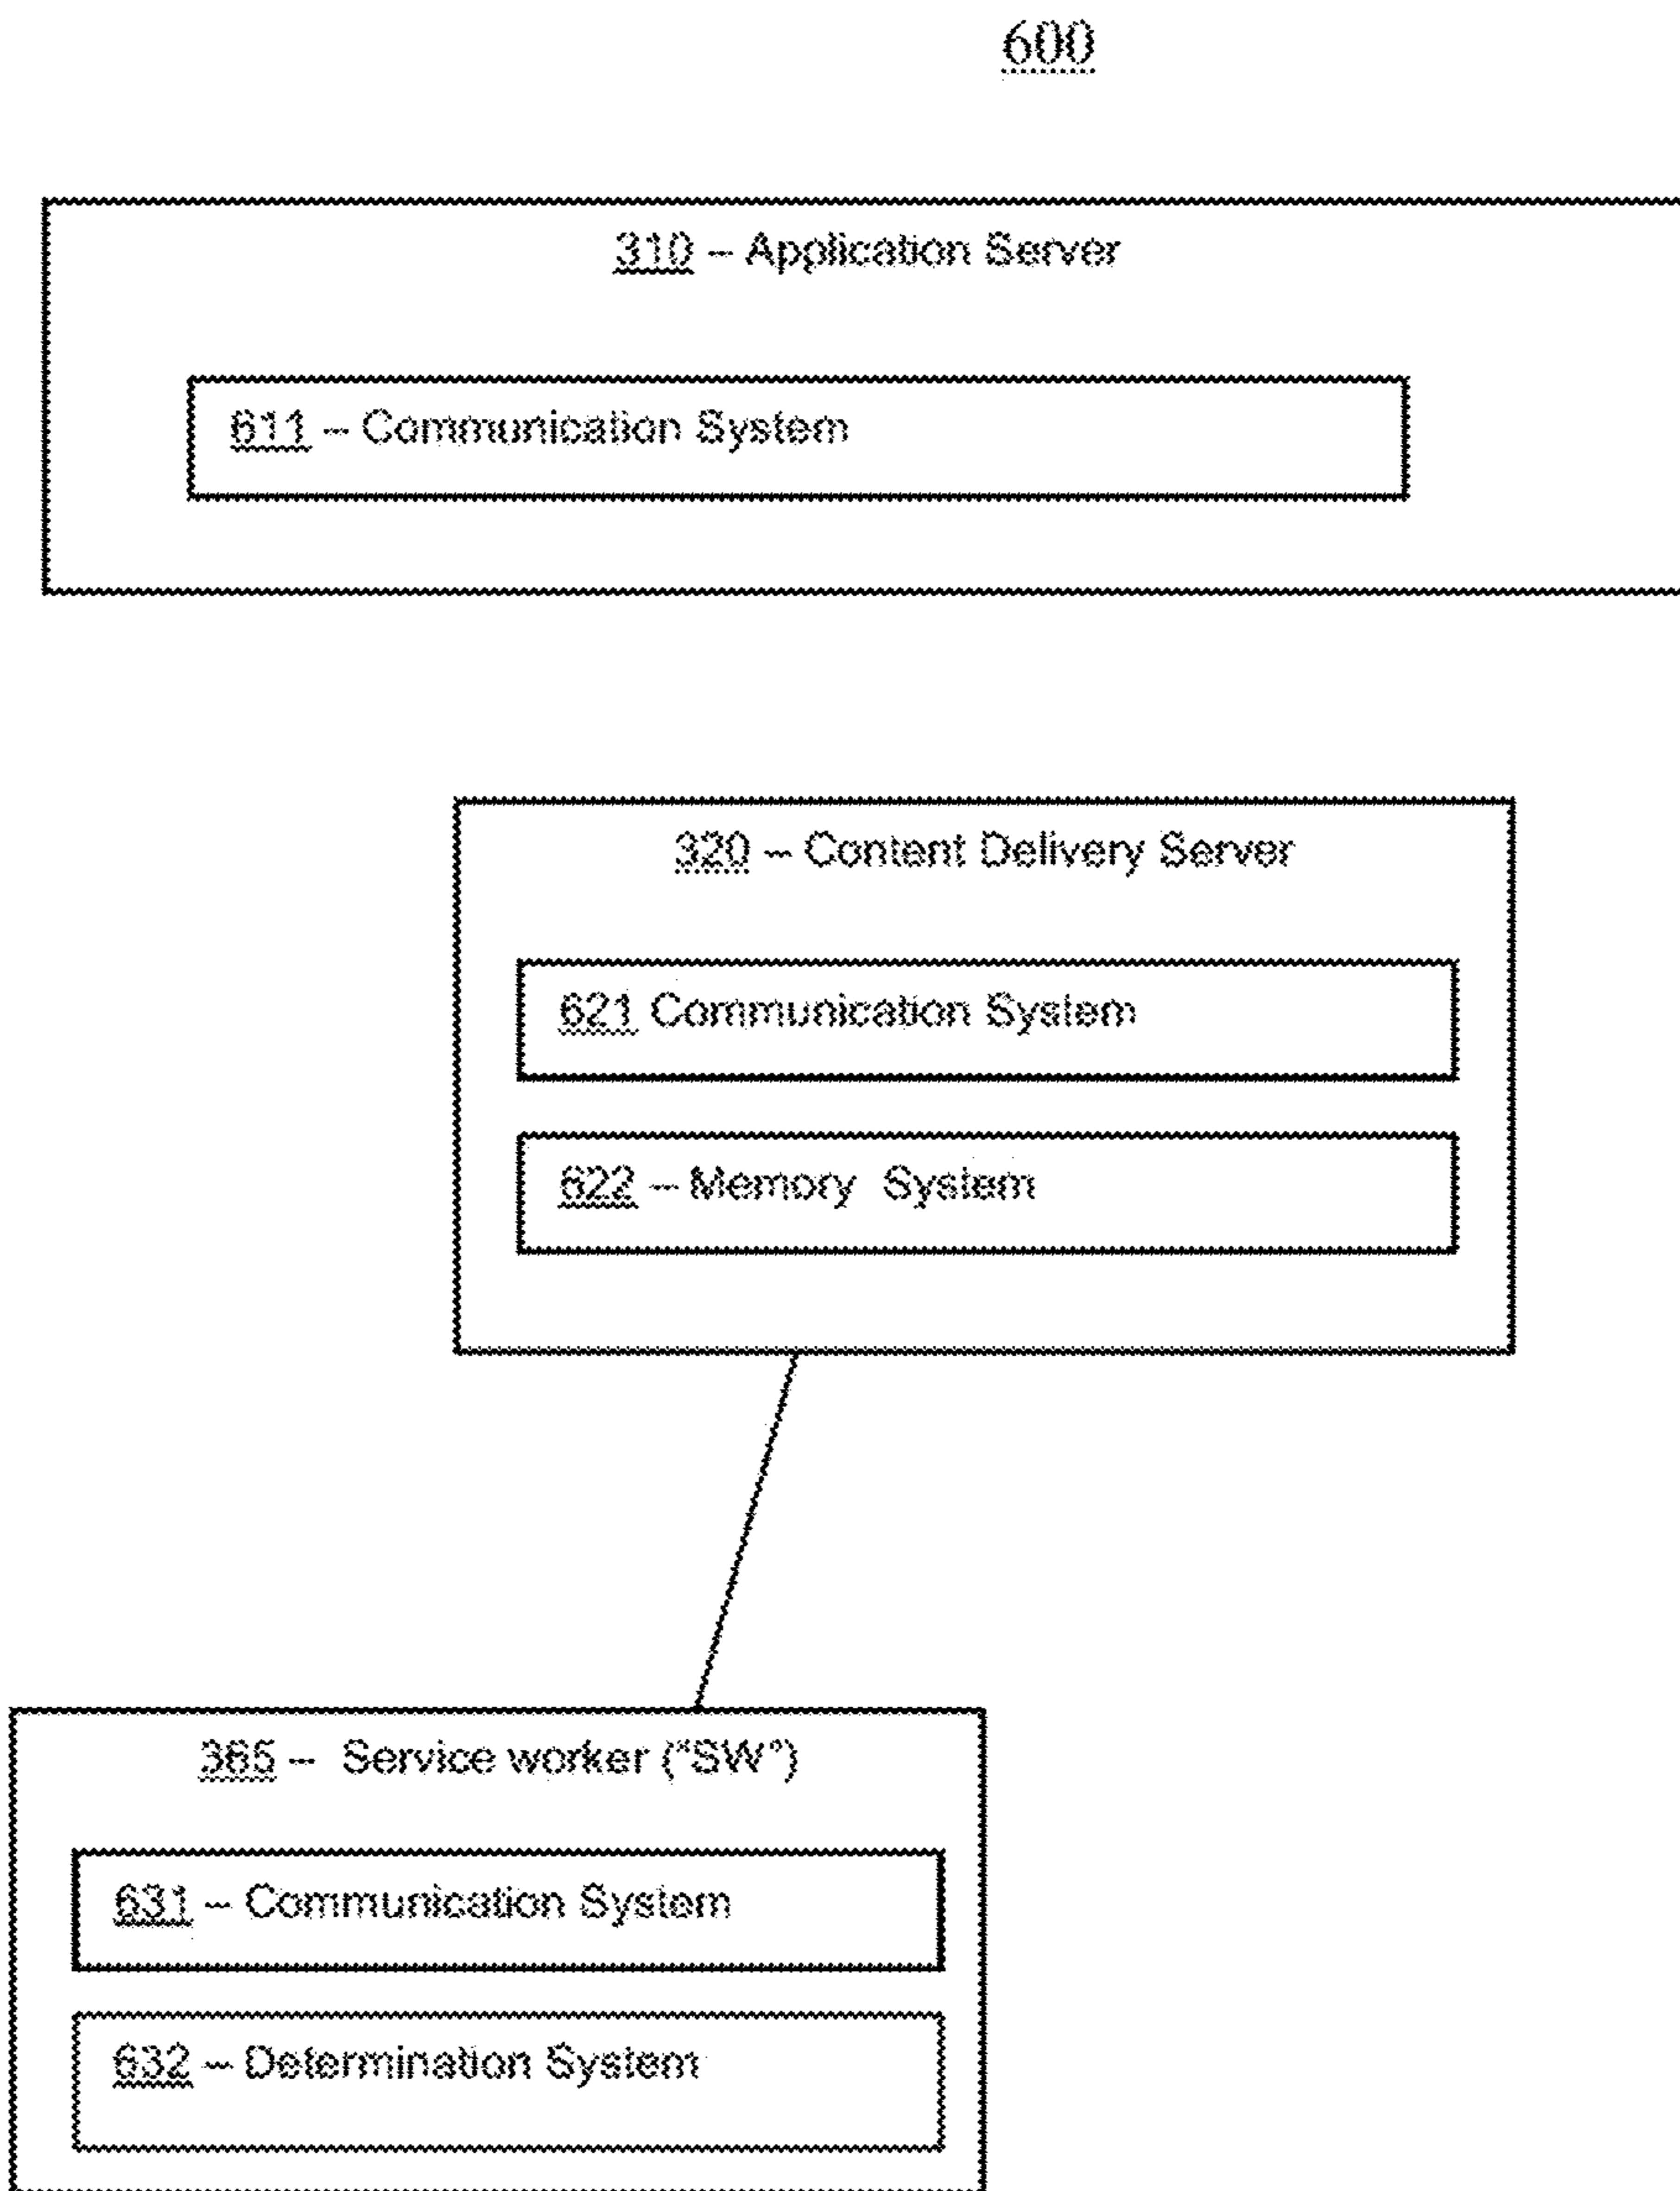 600
310 – Application Server
611 – Communication System
320 – Content Delivery Server
621 Communication System
622 – Memory System
365 – Service worker ("SW")
631 – Communication System
632 – Determination System